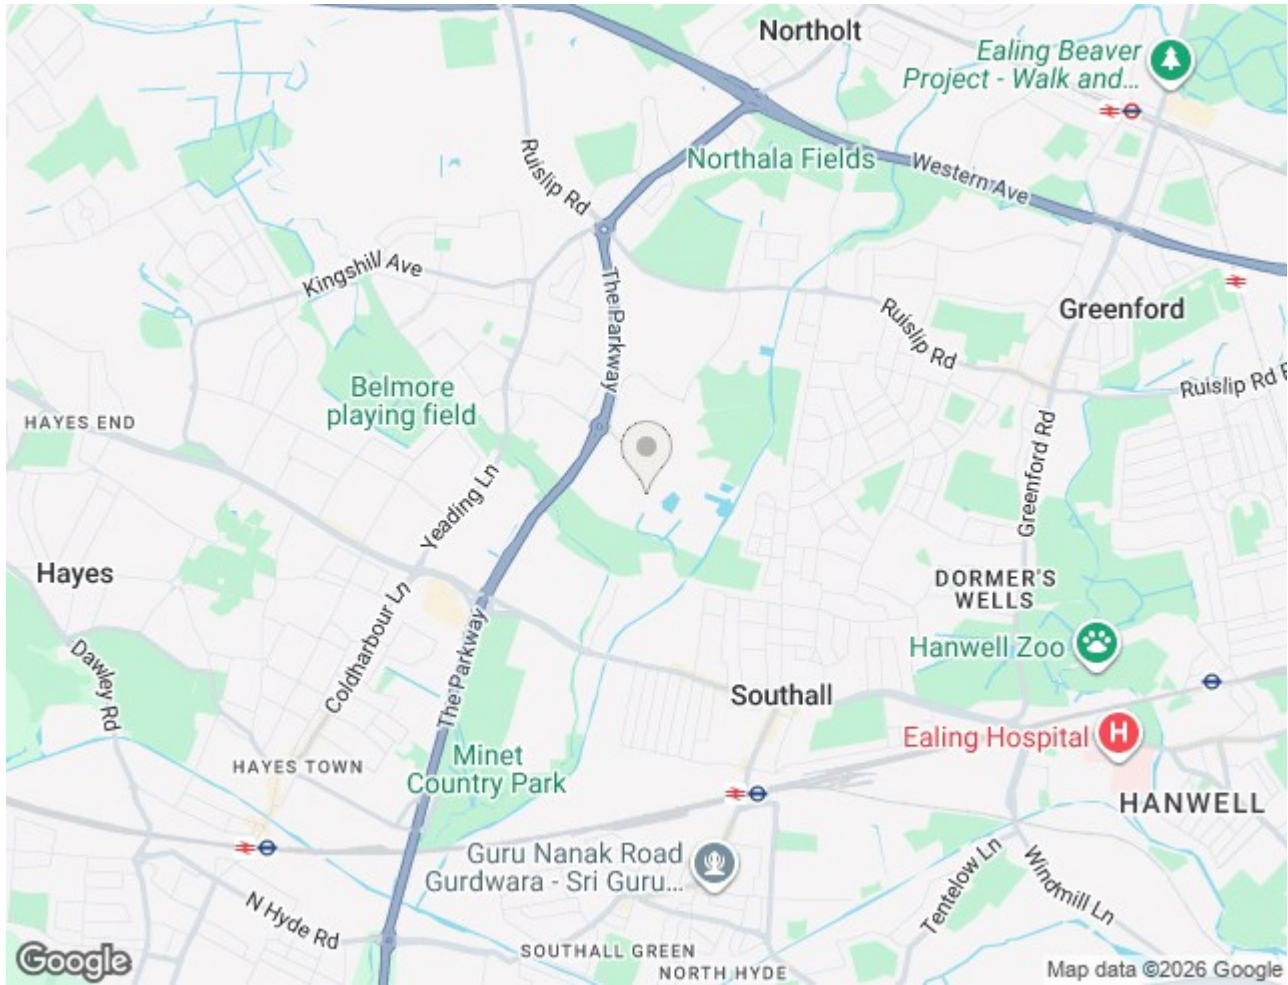 Northolt
Ealing Beaver
Project - Walk and...
Ruislip Rd
Northala Fields
Western Ave
Kingshill Ave
The Parkway
Greenford
Ruislip Rd
Belmore
playing field
Ruislip Rd E
HAYES END
Greenford Rd
Yeading Ln
Hayes
DORMER'S
WELLS
Coldharbour Ln
The Parkway
Hanwell Zoo
Dawley Rd
Southall
Ealing Hospital
H
Minet
Country Park
HAYES TOWN
HANWELL
Guru Nanak Road
Gurdwara - Sri Guru...
Tentelow Ln
Windmill Ln
N Hyde Rd
SOUTHALL GREEN
NORTH HYDE
Google
Map data ©2026 Google